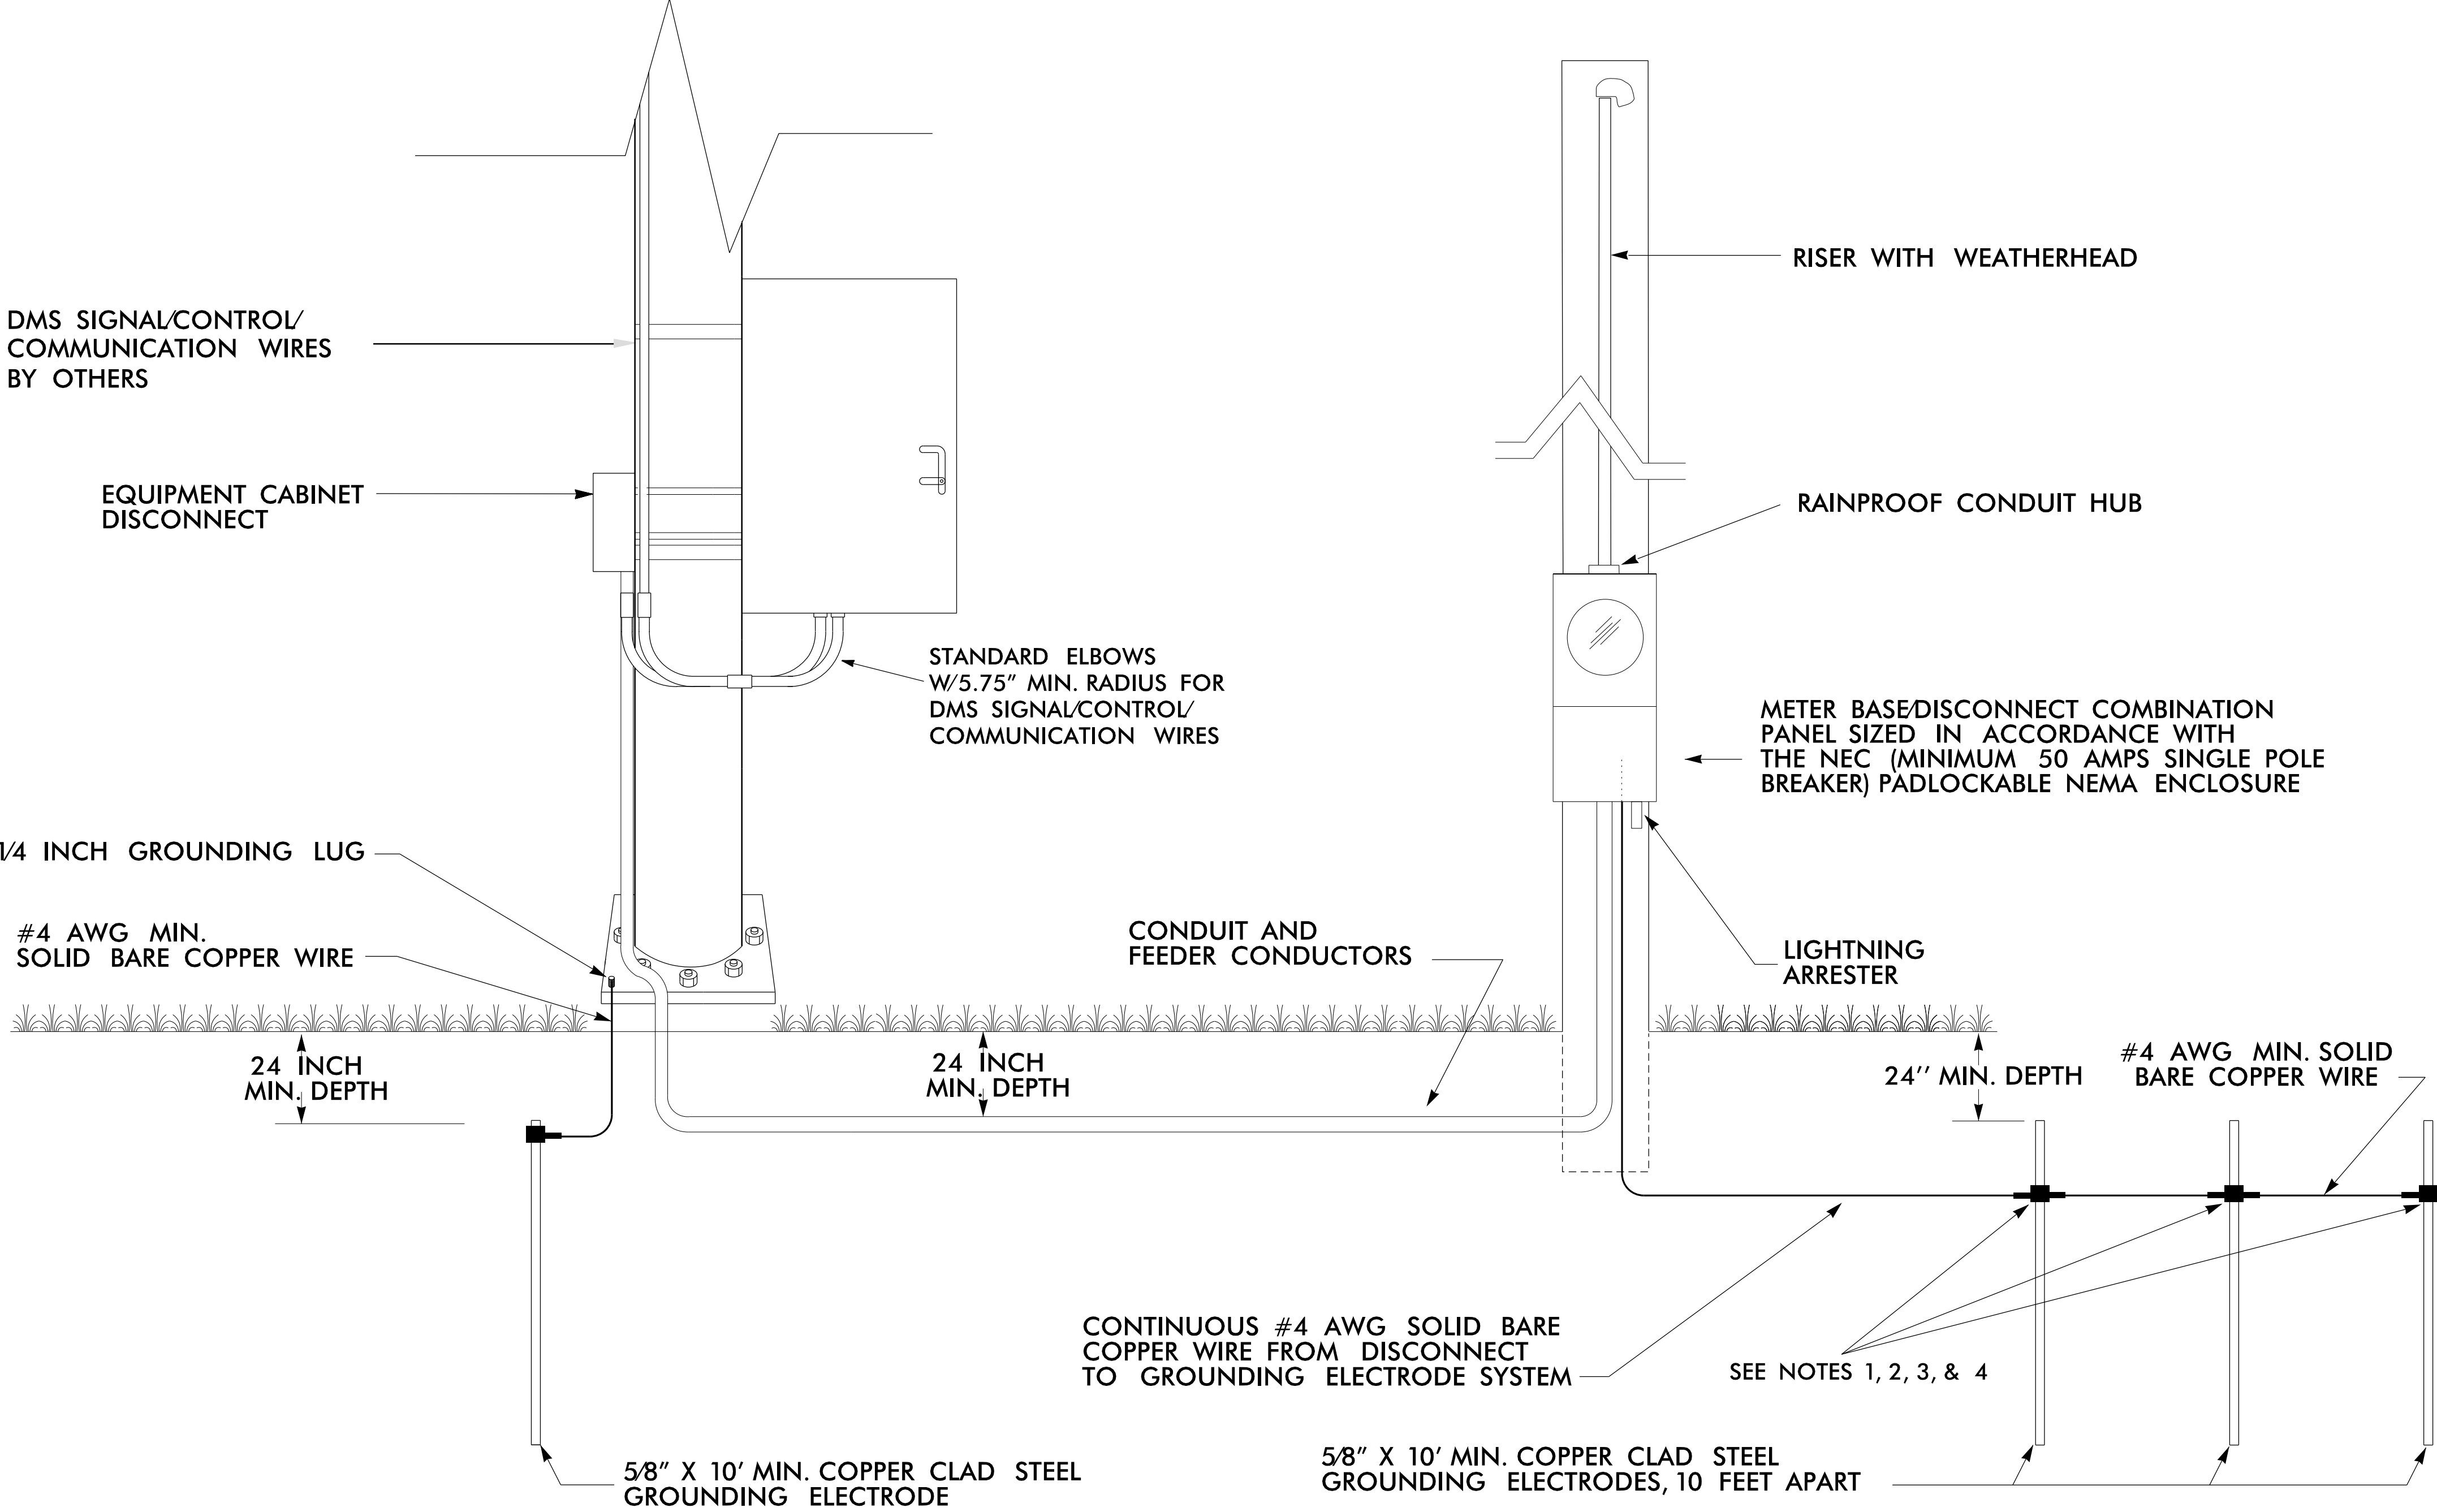 RISER WITH WEATHERHEAD
DMS SIGNAL/CONTROL/
COMMUNICATION WIRES
BY OTHERS
EQUIPMENT CABINET
DISCONNECT
RAINPROOF CONDUIT HUB
STANDARD ELBOWS
W/5.75" MIN. RADIUS FOR
DMS SIGNAL/CONTROL/
COMMUNICATION WIRES
METER BASE/DISCONNECT COMBINATION
PANEL SIZED IN ACCORDANCE WITH
THE NEC (MINIMUM 50 AMPS SINGLE POLE
BREAKER) PADLOCKABLE NEMA ENCLOSURE
1/4 INCH GROUNDING LUG
#4 AWG MIN.
SOLID BARE COPPER WIRE
CONDUIT AND
FEEDER CONDUCTORS
LIGHTNING
ARRESTER
24 INCH
MIN. DEPTH
24 INCH
MIN. DEPTH
24'' MIN. DEPTH
#4 AWG MIN. SOLID
BARE COPPER WIRE
CONTINUOUS #4 AWG SOLID BARE
COPPER WIRE FROM DISCONNECT
TO GROUNDING ELECTRODE SYSTEM
SEE NOTES 1, 2, 3, & 4
5/8" X 10' MIN. COPPER CLAD STEEL
GROUNDING ELECTRODE
5/8" X 10' MIN. COPPER CLAD STEEL
GROUNDING ELECTRODES, 10 FEET APART